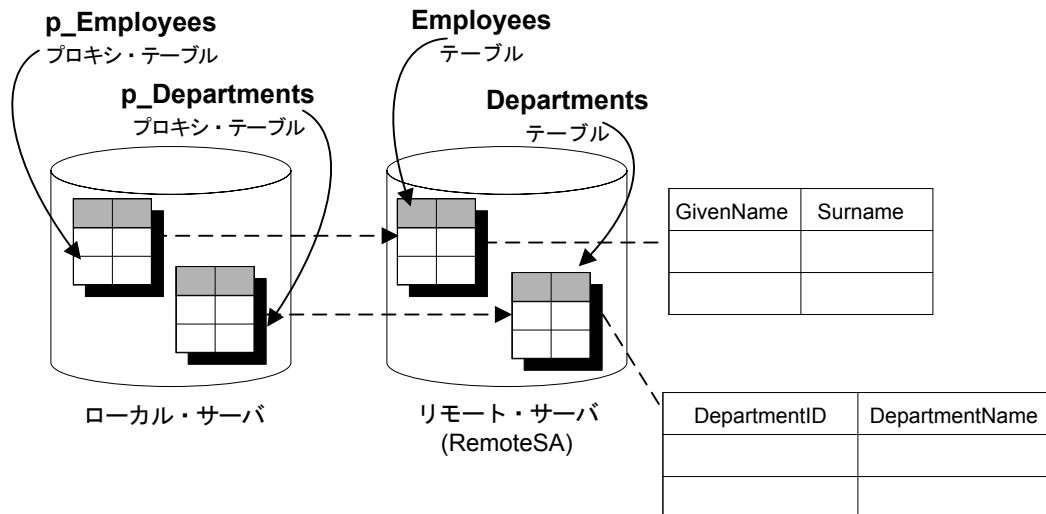 p_Employees
プロキシ・テーブル
p_Departments
プロキシ・テーブル
Employees
テーブル
Departments
テーブル
GivenName
Surname
DepartmentID
DepartmentName
ローカル・サーバ
リモート・サーバ
(RemoteSA)